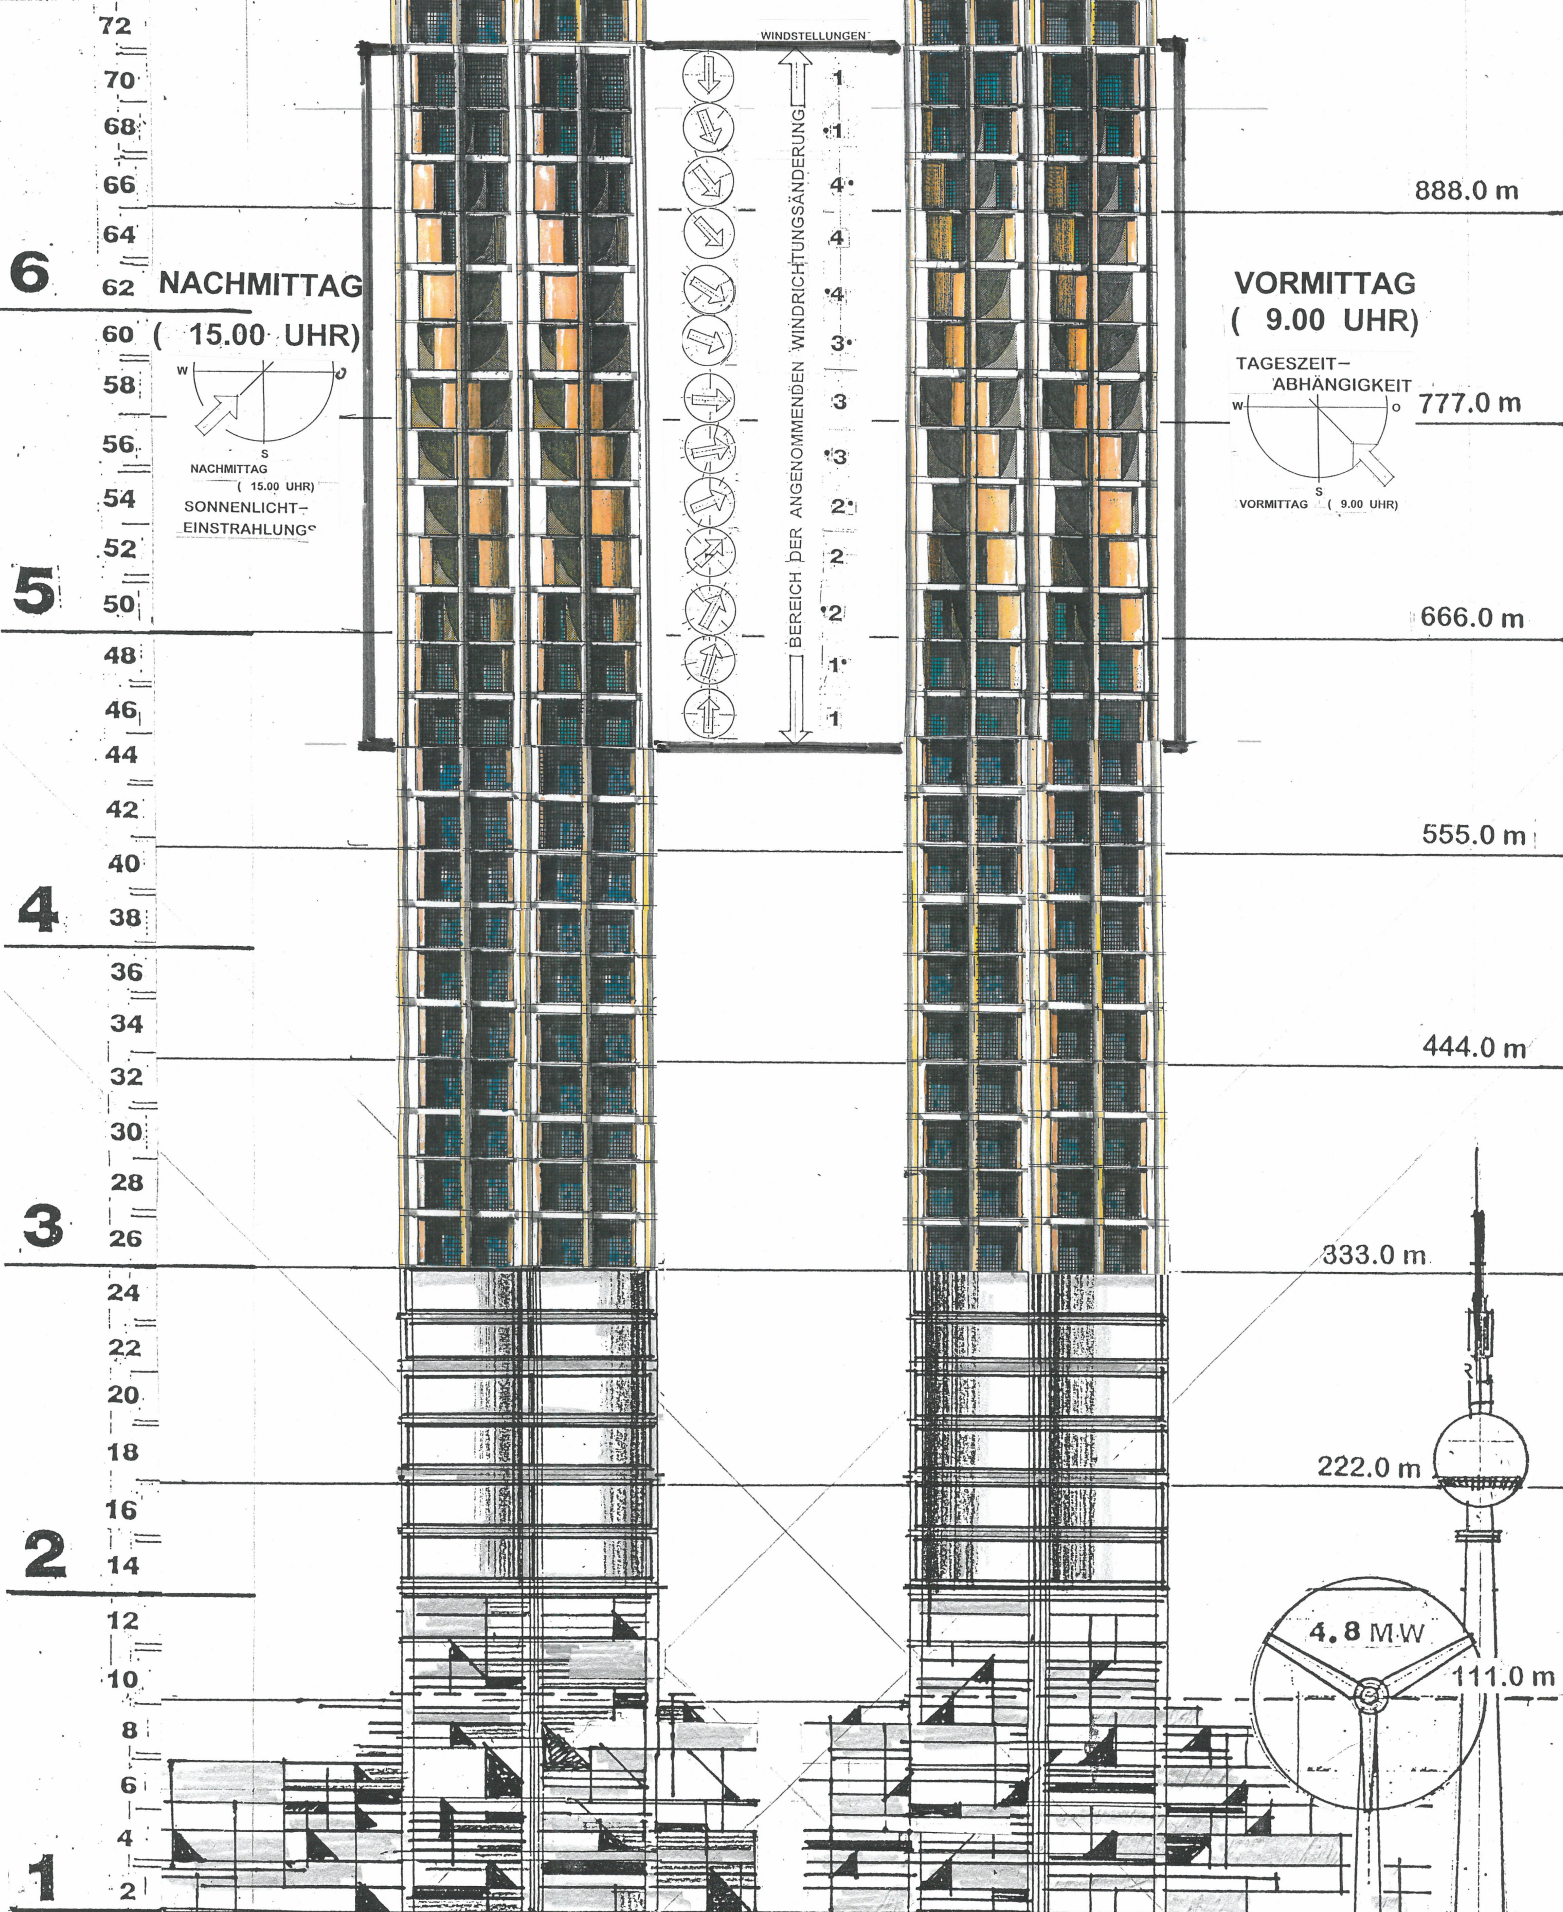 72
70
68
66
64
6
62
60
58
56
54
52
5
50
48
46
44
42
40
4
38
36
34
32
30
28
3
26
24
22
20
18
16
2
14
12
10
8
6
4
1
2
NACHMITTAG
( 15.00 UHR)
W O
S
NACHMITTAG
( 15.00 UHR)
SONNENLICHT-
EINSTRAHLUNGS
WINDSTELLUNGEN
BEREICH DER ANGENOMMENDEN WINDRICHTUNGSÄNDERUNG
1
•1
4•
4
•4
3•
3
•3
2•
2
•2
1•
1
888.0 m
VORMITTAG
( 9.00 UHR)
TAGESZEIT-
ABHÄNGIGKEIT
W O
S
VORMITTAG ( 9.00 UHR)
777.0 m
666.0 m
555.0 m
444.0 m
333.0 m
R
222.0 m
4.8 MW
111.0 m